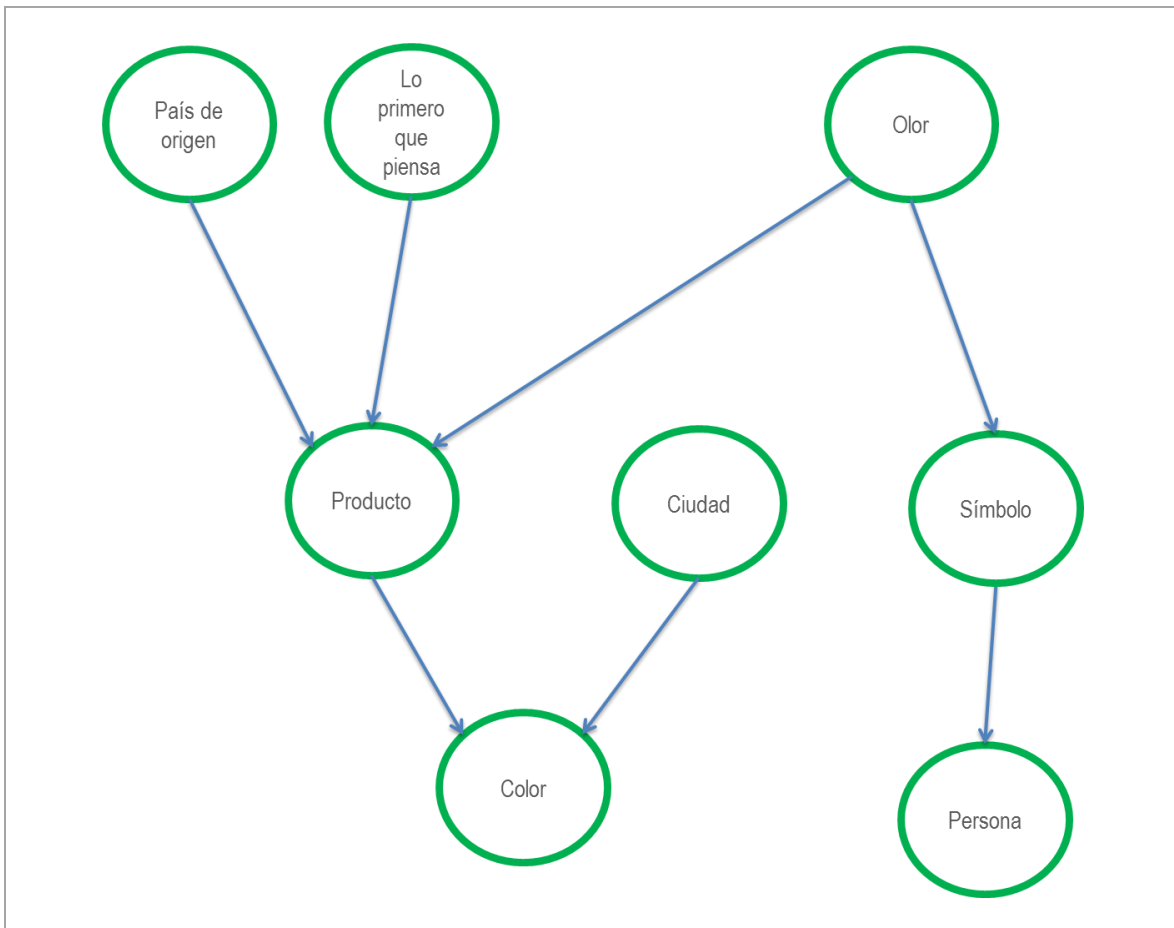 País de
origen
Lo
primero
que
piensa
Olor
Producto
Ciudad
Símbolo
Color
Persona